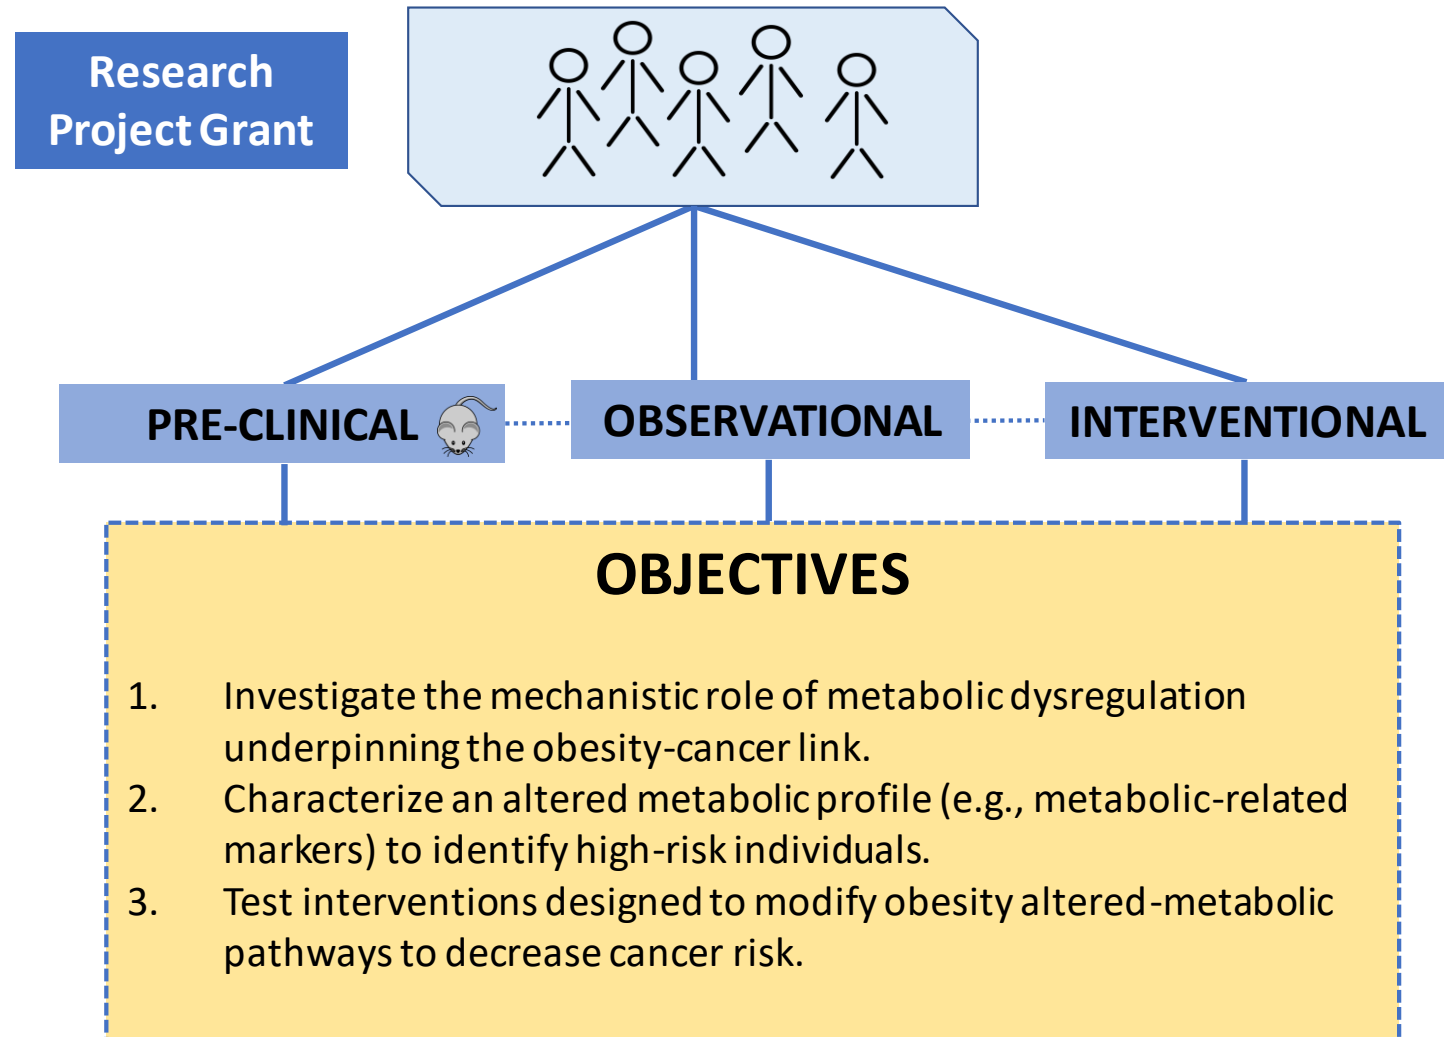 Research
Project Grant
PRE-CLINICAL
OBSERVATIONAL
INTERVENTIONAL
OBJECTIVES
1. Investigate the mechanistic role of metabolic dysregulation
underpinning the obesity-cancer link.
2. Characterize an altered metabolic profile (e.g., metabolic-related
markers) to identify high-risk individuals.
3. Test interventions designed to modify obesity altered-metabolic
pathways to decrease cancer risk.